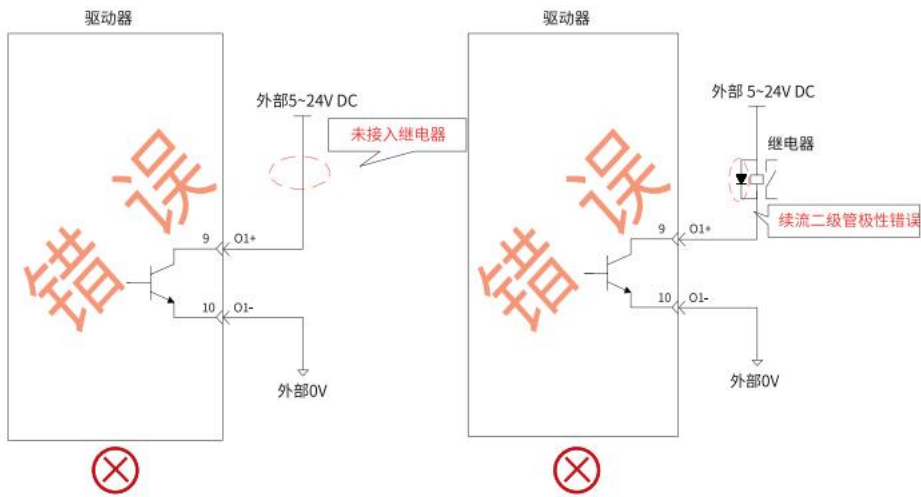 驱动器
外部5~24V DC
未接入继电器
错误
9
O1+
10
O1-
外部0V
驱动器
外部 5~24V DC
继电器
续流二级管极性错误
错误
9
O1+
10
O1-
外部0V